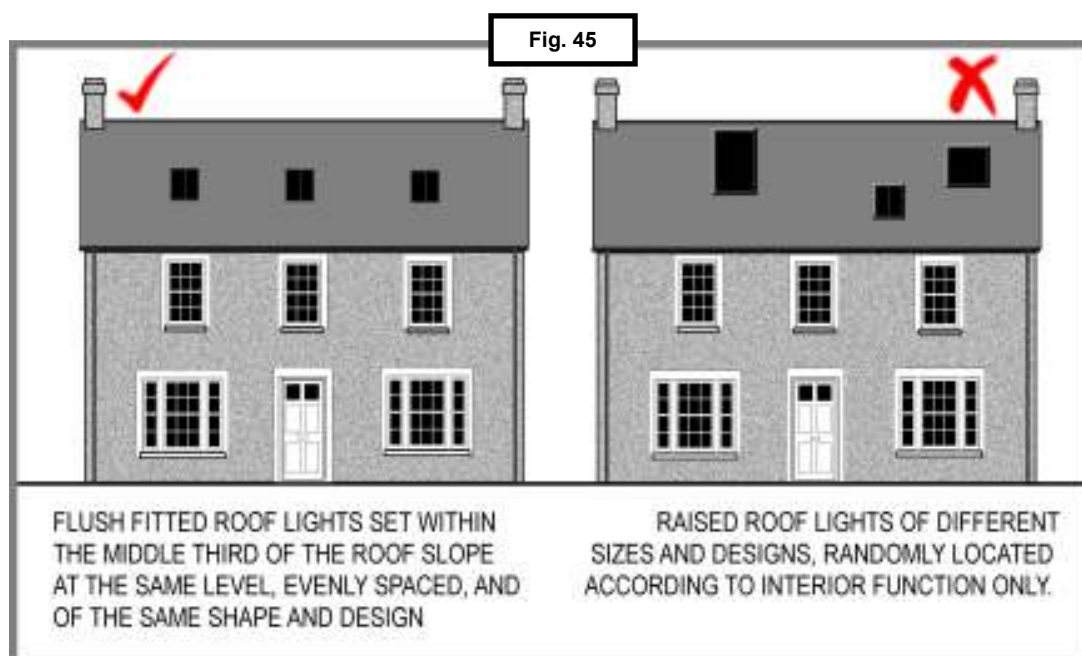 Fig. 45
FLUSH FITTED ROOF LIGHTS SET WITHIN
THE MIDDLE THIRD OF THE ROOF SLOPE
AT THE SAME LEVEL, EVENLY SPACED, AND
OF THE SAME SHAPE AND DESIGN
RAISED ROOF LIGHTS OF DIFFERENT
SIZES AND DESIGNS, RANDOMLY LOCATED
ACCORDING TO INTERIOR FUNCTION ONLY.